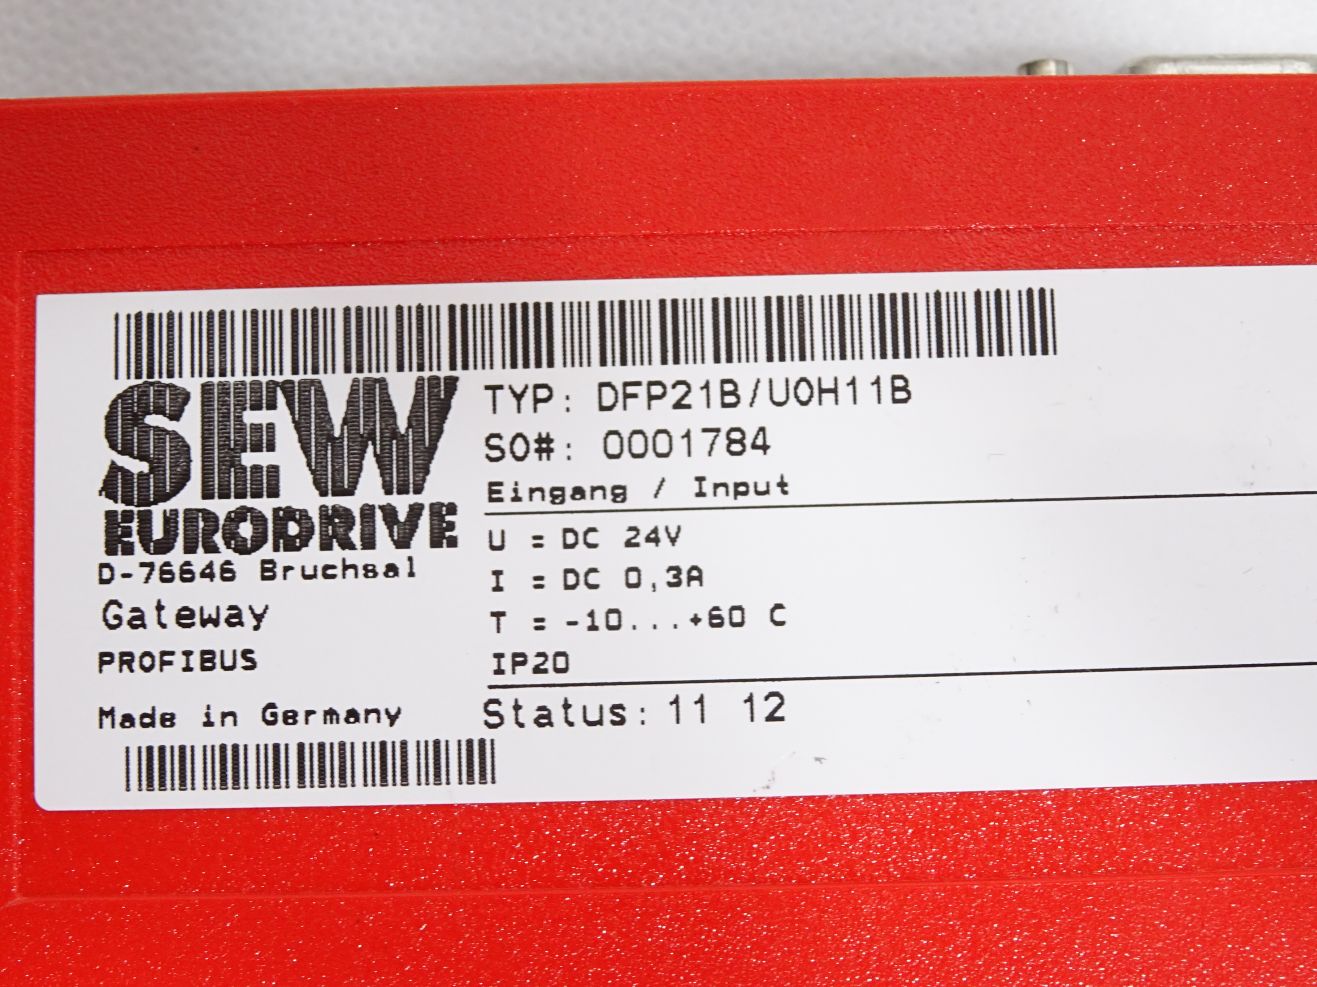 SEW
EURODRIVE
D-76646 Bruchsal
Gateway
PROFIBUS
Made in Germany
TYP: DFP21B/UOH11B
SO#: 0001784
Eingang / Input
U = DC 24V
I = DC 0,3A
T = -10...+60 C
IP20
Status: 11 12